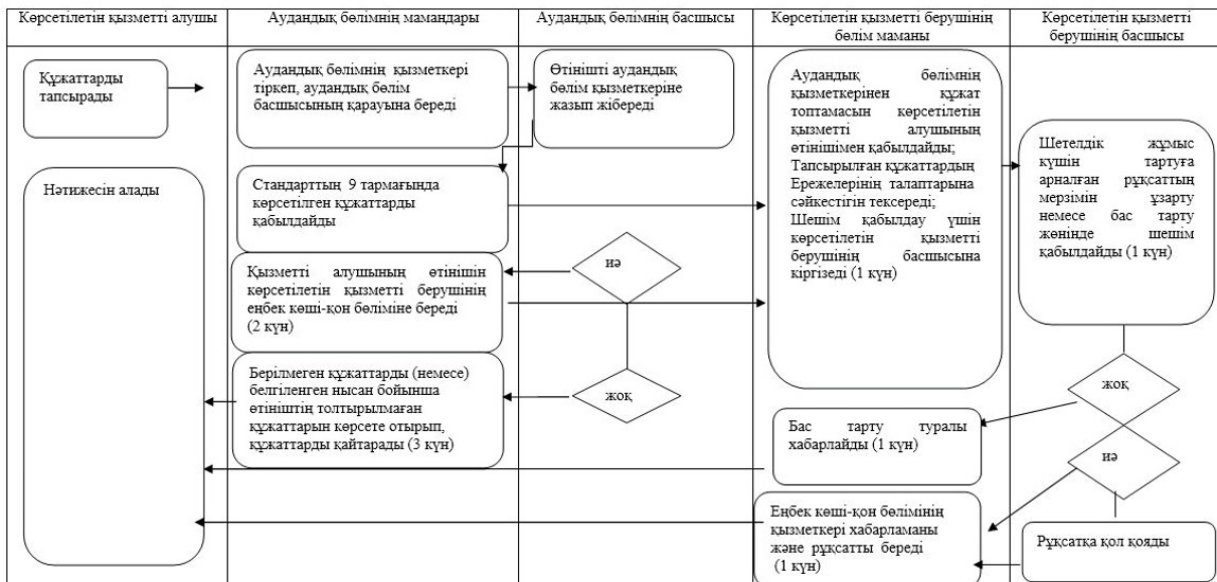 Көрсетілетін қызметті алушы
Аудандық бөлімнің мамандары
Аудандық бөлімнің басшысы
Көрсетілетін қызметті берушінің
бөлім маманы
Көрсетілетін қызметті
берушінің басшысы
Құжаттарды
тапсырады
Аудандық бөлімнің қызметкері
тіркеп, аудандық бөлім
басшысының қарауына береді
Өтінішті аудандық
бөлім қызметкеріне
жазып жібереді
Аудандық бөлімнің
қызметкерінен құжат
топтамасын көрсетілетін
қызметті алушының
өтінішімен қабылдайды;
Тапсырылған құжаттардың
Ережелерінің талаптарына
сәйкестігін тексереді;
Шешім қабылдау үшін
көрсетілетін қызметті
берушінің басшысына
кіргізеді (1 күн)
Шетелдік жұмыс
күшін тартуға
арналған рұқсаттың
мерзімін ұзарту
немесе бас тарту
жөнінде шешім
қабылдайды (1 күн)
Нәтижесін алады
Стандарттың 9 тармағында
көрсетілген құжаттарды
қабылдайды
иә
Қызметті алушының өтінішін
көрсетілетін қызметті берушінің
еңбек көші-қон бөліміне береді
(2 күн)
Берілмеген құжаттарды (немесе)
белгіленген нысан бойынша
өтініштің толтырылмаған
құжаттарын көрсете отырып,
құжаттарды қайтарады (3 күн)
жоқ
жоқ
Бас тарту туралы
хабарлайды (1 күн)
иә
Еңбек көші-қон бөлімінің
қызметкері хабарламаны
және рұқсатты береді
(1 күн)
Рұқсатқа қол қояды